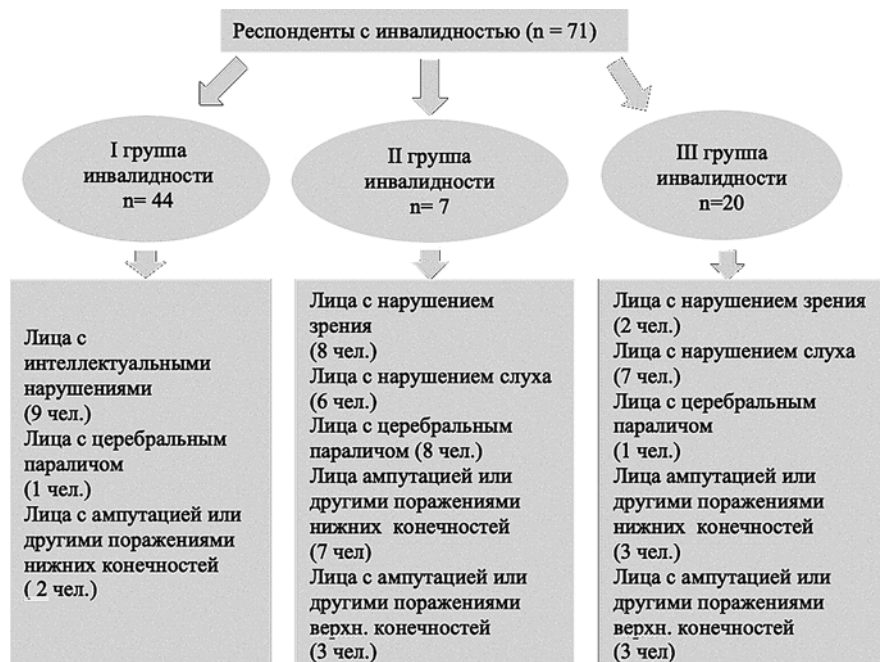 Респонденты с инвалидностью (n = 71)
I группа
инвалидности
n= 44
II группа
инвалидности
n= 7
III группа
инвалидности
n=20
Лица с
интеллектуальными
нарушениями
(9 чел.)
Лица с церебральным
параличом
(1 чел.)
Лица с ампутацией или
другими поражениями
нижних конечностей
( 2 чел.)
Лица с нарушением
зрения
(8 чел.)
Лица с нарушением слуха
(6 чел.)
Лица с церебральным
параличом (8 чел.)
Лица ампутацией или
другими поражениями
нижних конечностей
(7 чел)
Лица с ампутацией или
другими поражениями
верхн. конечностей
(3 чел.)
Лица с нарушением зрения
(2 чел.)
Лица с нарушением слуха
(7 чел.)
Лица с церебральным
параличом
(1 чел.)
Лица ампутацией или
другими поражениями
нижних конечностей
(3 чел.)
Лица с ампутацией или
другими поражениями
верхн. конечностей
(3 чел)